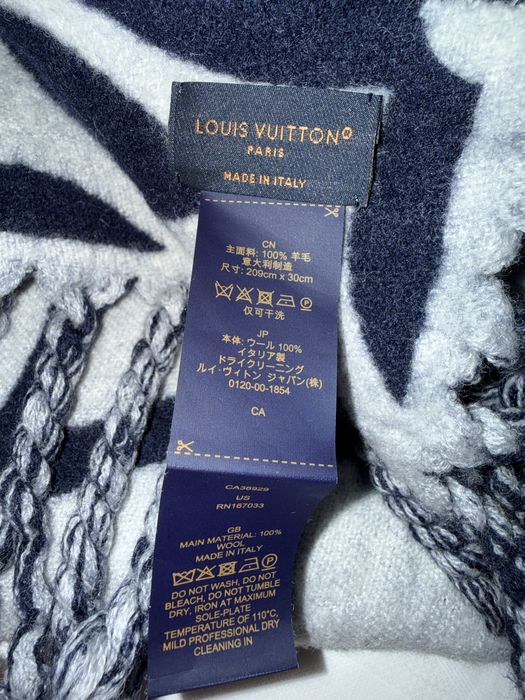 LOUIS VUITTON®
PARIS
MADE IN ITALY
CN
主面料: 100% 羊毛
意大利制造
尺寸: 209cm x 30cm
仅可干洗
JP
本体: ウール 100%
イタリア製
ドライクリーニング
ルイ・ヴィトン ジャパン(株)
0120-00-1854
CA
CA36929
US
RN167033
GB
MAIN MATERIAL: 100%
WOOL
MADE IN ITALY
DO NOT WASH, DO NOT
BLEACH, DO NOT TUMBLE
DRY, IRON AT MAXIMUM
SOLE-PLATE
TEMPERATURE OF 110°C,
MILD PROFESSIONAL DRY
CLEANING IN